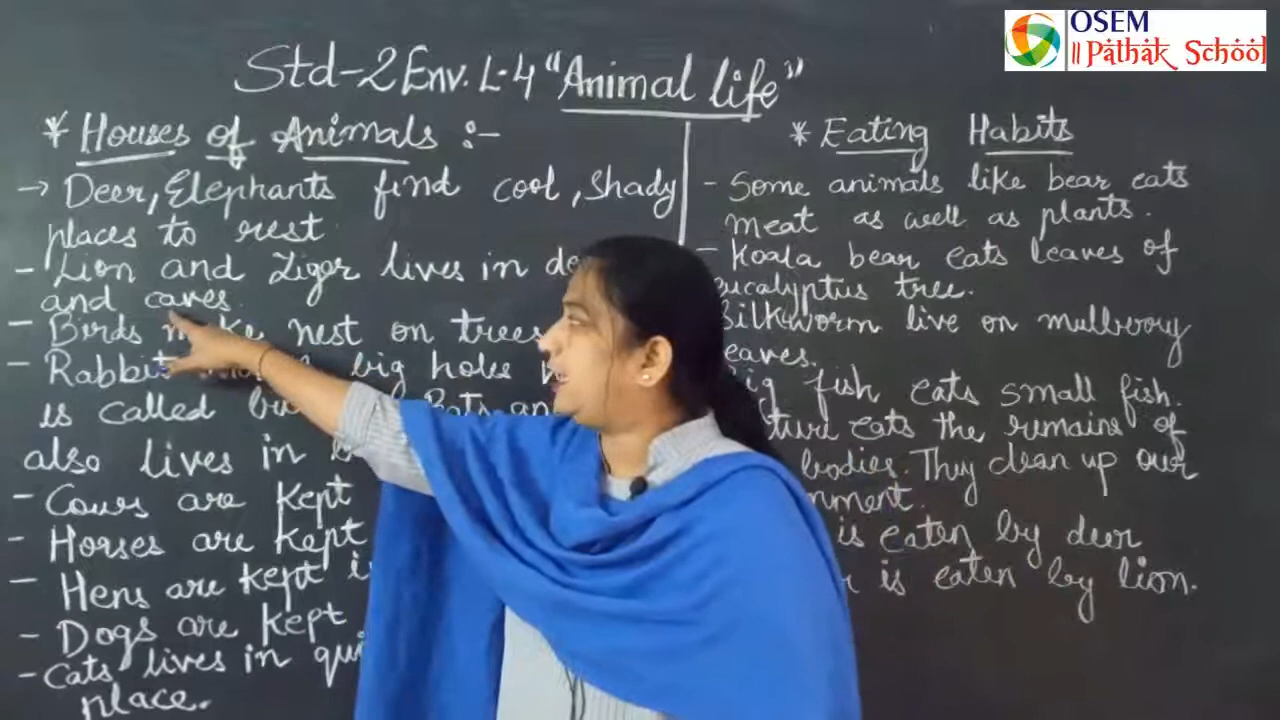 OSEM
॥ Pathak School
Std-2 Env. L-4 "Animal life"
* Houses of Animals :-
→ Deer, Elephants find cool, shady
places to rest.
- Lion and Tiger lives in
and caves.
- Birds make nest on trees
- Rabbit big holes
is called Rats
also lives in
- Cows are kept
- Horses are kept
- Hens are kept
- Dogs are kept
- Cats lives in
place.
* Eating Habits
- Some animals like bear eats
meat as well as plants.
- Koala bear eats leaves of
eucalyptus tree.
Silkworm live on mulberry
leaves.
Big fish eats small fish.
eats the remains of
bodies. They clean up our
is eaten by deer
is eaten by lion.